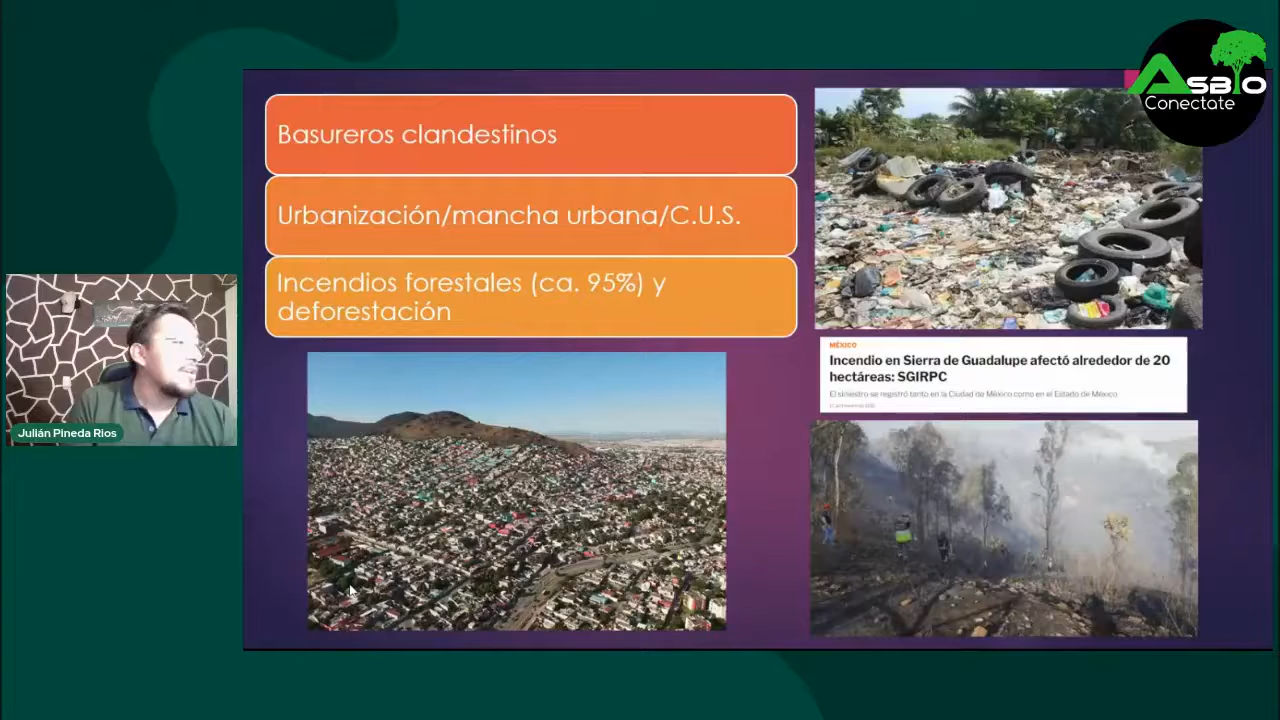 Asbio
Conectate
Basureros clandestinos
Urbanización/mancha urbana/C.U.S.
Incendios forestales (ca. 95%) y
deforestación
MÉXICO
Incendio en Sierra de Guadalupe afectó alrededor de 20
hectáreas: SGIRPC
El siniestro se registró tanto en la Ciudad de México como en el Estado de México
Julián Pineda Rios